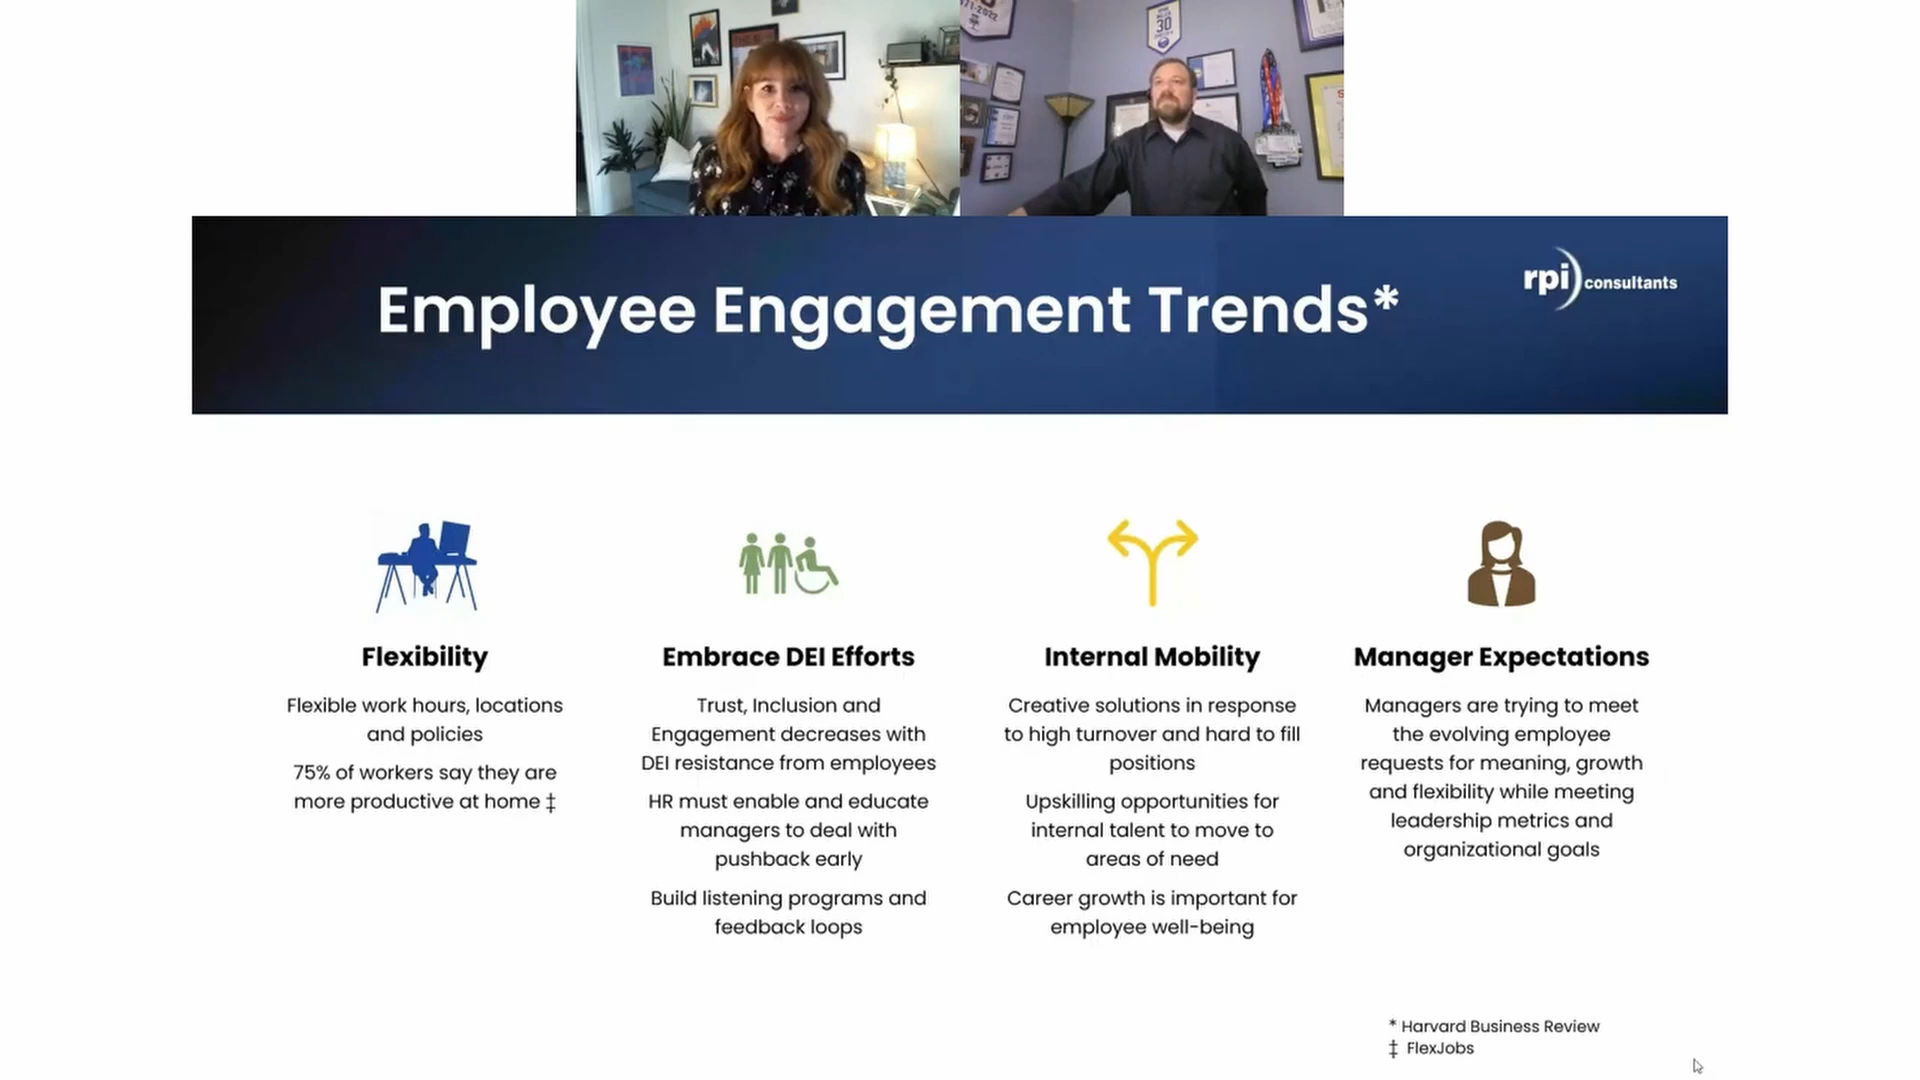 71-2022
30
Employee Engagement Trends*
rpi consultants
Flexibility
Flexible work hours, locations
and policies
75% of workers say they are
more productive at home ‡
Embrace DEI Efforts
Trust, Inclusion and
Engagement decreases with
DEI resistance from employees
HR must enable and educate
managers to deal with
pushback early
Build listening programs and
feedback loops
Internal Mobility
Creative solutions in response
to high turnover and hard to fill
positions
Upskilling opportunities for
internal talent to move to
areas of need
Career growth is important for
employee well-being
Manager Expectations
Managers are trying to meet
the evolving employee
requests for meaning, growth
and flexibility while meeting
leadership metrics and
organizational goals
* Harvard Business Review
‡ FlexJobs